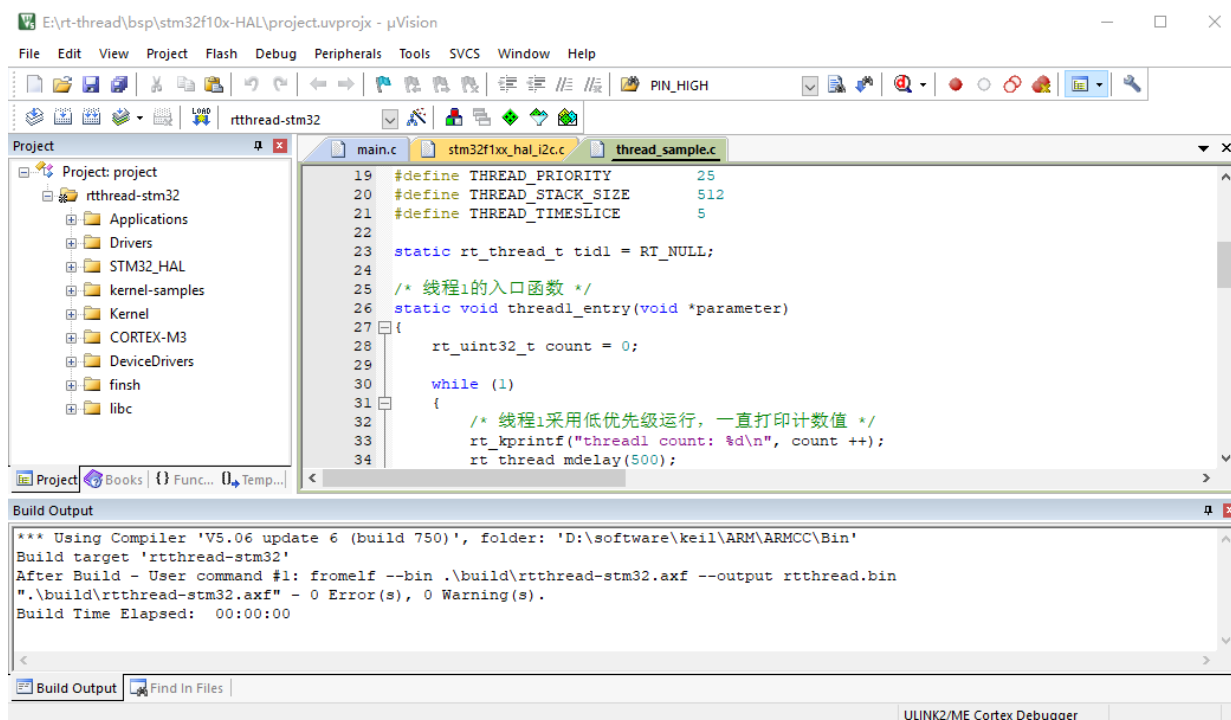 E:\rt-thread\bsp\stm32f10x-HAL\project.uvprojx - µVision
File Edit View Project Flash Debug Peripherals Tools SVCS Window Help
PIN_HIGH
LOAD rtthread-stm32
Project
Project: project
rtthread-stm32
Applications
Drivers
STM32_HAL
kernel-samples
Kernel
CORTEX-M3
DeviceDrivers
finsh
libc
Project Books {} Func... 0 Temp...
main.c stm32f1xx_hal_i2c.c thread_sample.c
19 #define THREAD_PRIORITY 25
20 #define THREAD_STACK_SIZE 512
21 #define THREAD_TIMESLICE 5
22
23 static rt_thread_t tid1 = RT_NULL;
24
25 /* 线程1的入口函数 */
26 static void thread1_entry(void *parameter)
27 {
28 rt_uint32_t count = 0;
29
30 while (1)
31 {
32 /* 线程1采用低优先级运行，一直打印计数值 */
33 rt_kprintf("thread1 count: %d\n", count ++);
34 rt_thread_mdelay(500);
Build Output
*** Using Compiler 'V5.06 update 6 (build 750)', folder: 'D:\software\keil\ARM\ARMCC\Bin'
Build target 'rtthread-stm32'
After Build - User command #1: fromelf --bin .\build\rtthread-stm32.axf --output rtthread.bin
".\build\rtthread-stm32.axf" - 0 Error(s), 0 Warning(s).
Build Time Elapsed:  00:00:00
Build Output Find In Files
ULINK2/ME Cortex Debugger